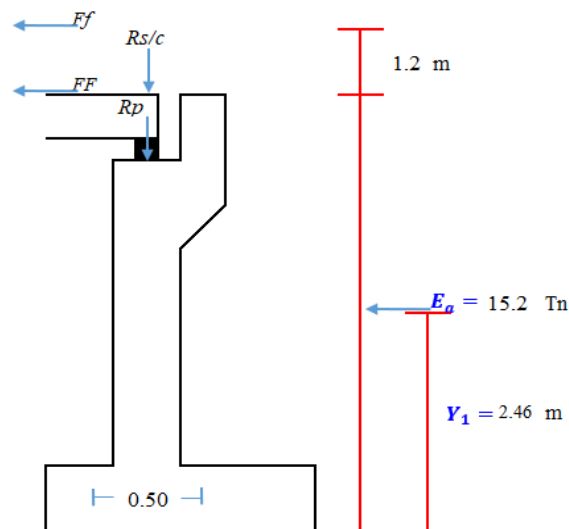 Ff
Rs/c
1.2 m
FF
Rp
Eₐ = 15.2 Tn
Y₁ = 2.46 m
0.50